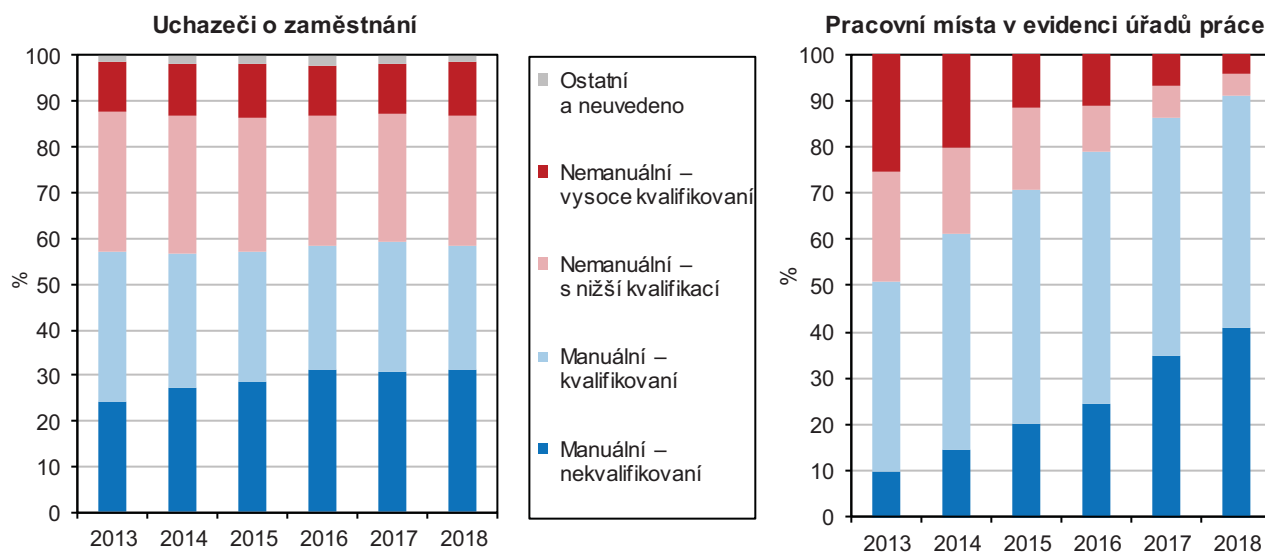 Uchazeči o zaměstnání
100
90
80
70
60
50
40
30
20
10
0
%
2013 2014 2015 2016 2017 2018
Ostatní
a neuvedeno
Nemanuální –
vysoce kvalifikovaní
Nemanuální –
s nižší kvalifikací
Manuální –
kvalifikovaní
Manuální –
nekvalifikovaní
Pracovní místa v evidenci úřadů práce
100
90
80
70
60
50
40
30
20
10
0
%
2013 2014 2015 2016 2017 2018